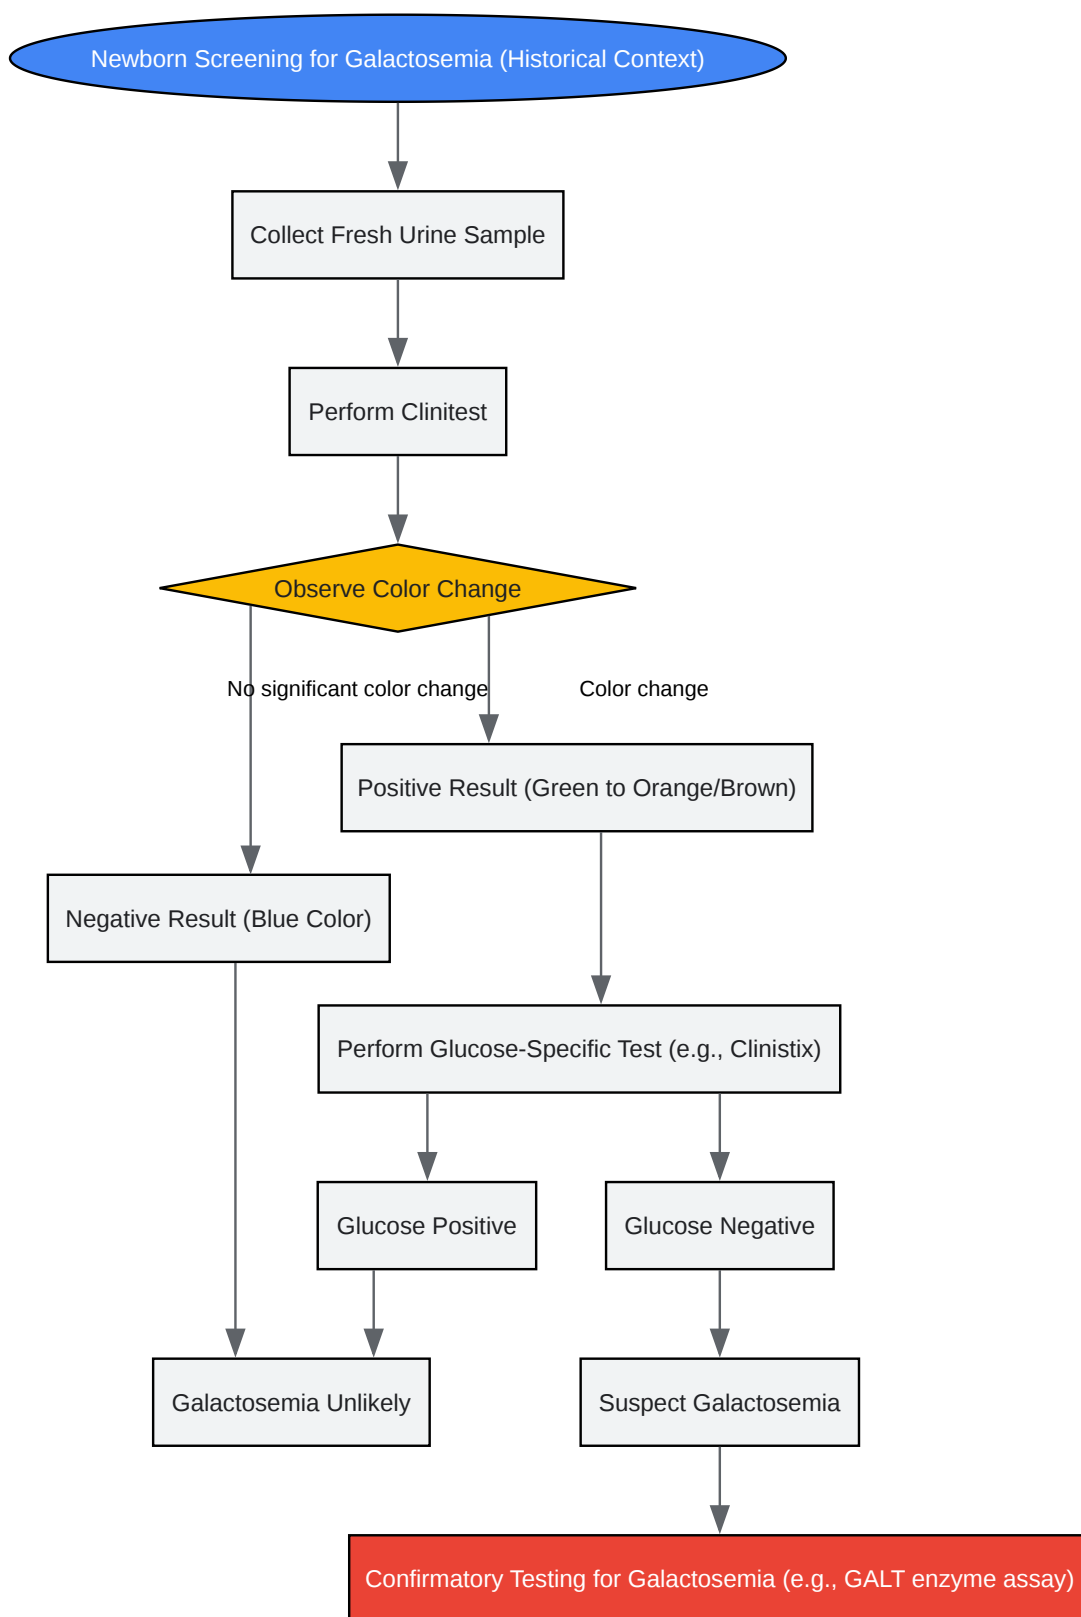 Newborn Screening for Galactosemia (Historical Context)
Collect Fresh Urine Sample
Perform Clinitest
Observe Color Change
No significant color change
Color change
Positive Result (Green to Orange/Brown)
Negative Result (Blue Color)
Perform Glucose-Specific Test (e.g., Clinistix)
Glucose Positive
Glucose Negative
Galactosemia Unlikely
Suspect Galactosemia
Confirmatory Testing for Galactosemia (e.g., GALT enzyme assay)